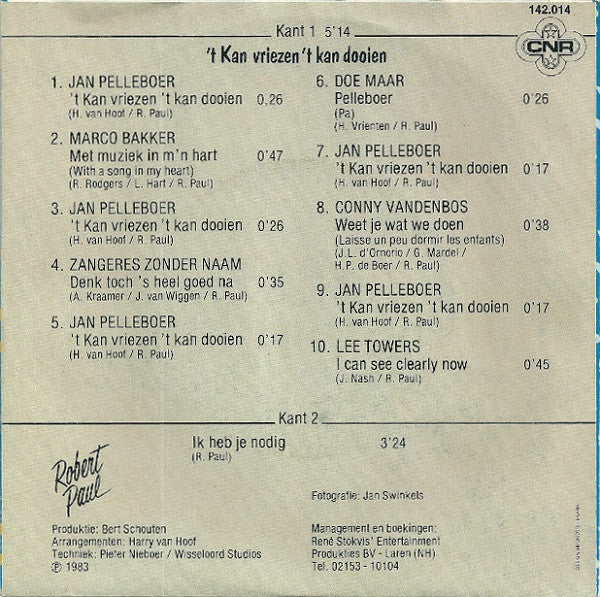 142.014
Kant 1 5'14
CNR
't Kan vriezen 't kan dooien
1. JAN PELLEBOER
't Kan vriezen 't kan dooien 0.26
(H. van Hoof / R. Paul)
2. MARCO BAKKER
Met muziek in m'n hart 0'47
(With a song in my heart)
(R. Rodgers / L. Hart / R. Paul)
3. JAN PELLEBOER
't Kan vriezen 't kan dooien 0'26
(H. van Hoof / R. Paul)
4. ZANGERES ZONDER NAAM
Denk toch 's heel goed na 0'35
(A. Kraamer / J. van Wiggen / R. Paul)
5. JAN PELLEBOER
't Kan vriezen 't kan dooien 0'17
(H. van Hoof / R. Paul)
6. DOE MAAR
Pelleboer 0'26
(Pa)
(H. Vrienten / R. Paul)
7. JAN PELLEBOER
't Kan vriezen 't kan dooien 0'17
(H. van Hoof / R. Paul)
8. CONNY VANDENBOS
Weet je wat we doen 0'38
(Laisse un peu dormir les enfants)
(J.L. d'Ornorio / G. Mardel /
H.P. de Boer / R. Paul)
9. JAN PELLEBOER
't Kan vriezen 't kan dooien 0'17
(H. van Hoof / R. Paul)
10. LEE TOWERS
I can see clearly now 0'45
(J. Nash / R. Paul)
Kant 2
Ik heb je nodig 3'24
(R. Paul)
Robert
Paul
Fotografie: Jan Swinkels
Produktie: Bert Schouten
Arrangementen: Harry van Hoof
Techniek: Pieter Nieboer / Wisseloord Studios
℗ 1983
Management en boekingen:
René Stokvis' Entertainment
Produkties BV - Laren (NH)
Tel. 02153 - 10104